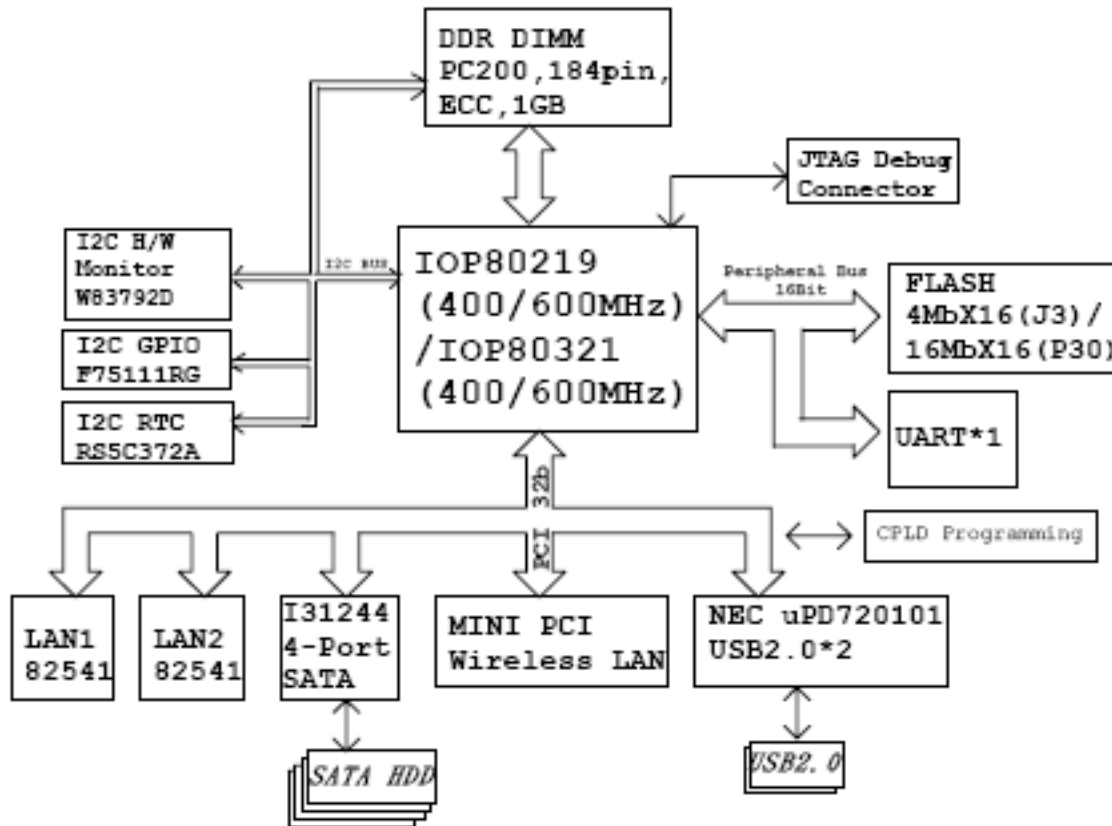 DDR DIMM
PC200,184pin,
ECC,1GB
JTAG Debug
Connector
I2C H/W
Monitor
W83792D
I2C BUS
IOP80219
(400/600MHz)
/IOP80321
(400/600MHz)
Peripheral Bus
16Bit
FLASH
4MbX16(J3)/
16MbX16(P30)
I2C GPIO
F75111RG
I2C RTC
RS5C372A
UART*1
PCI 32b
CPLD Programming
LAN1
82541
LAN2
82541
I31244
4-Port
SATA
MINI PCI
Wireless LAN
NEC uPD720101
USB2.0*2
SATA HDD
USB2.0